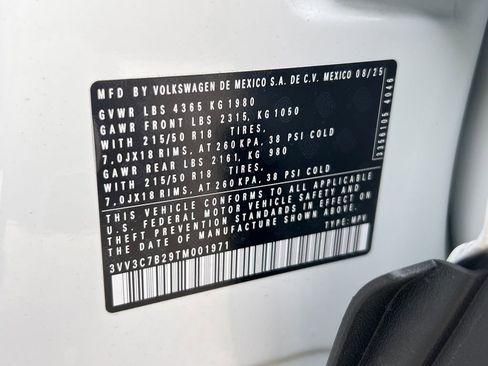 MFD BY VOLKSWAGEN DE MEXICO S.A. DE C.V. MEXICO 08/25
GVWR LBS 4365 KG 1980
GAWR FRONT LBS 2315, KG 1050
WITH 215/50 R18 TIRES,
7.0JX18 RIMS, AT 260 KPA, 38 PSI COLD
GAWR REAR LBS 2161, KG 980
WITH 215/50 R18 TIRES,
7.0JX18 RIMS, AT 260 KPA, 38 PSI COLD
THIS VEHICLE CONFORMS TO ALL APPLICABLE
U.S. FEDERAL MOTOR VEHICLE SAFETY AND
THEFT PREVENTION STANDARDS IN EFFECT ON
THE DATE OF MANUFACTURE SHOWN ABOVE.
3VV3C7B29TM001971 TYPE: MPV
3356105 4046